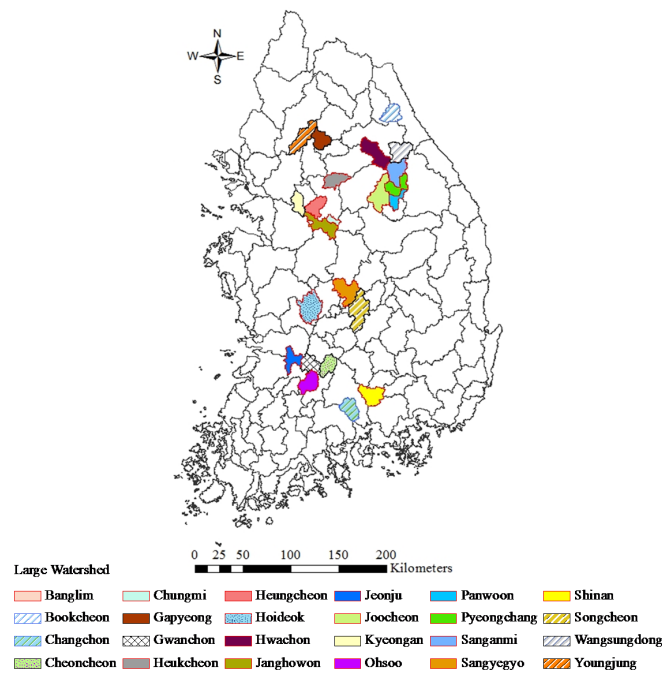 N
W E
S
0 25 50 100 150 200
Kilometers
Large Watershed
Banglim Chungmi Heungcheon Jeonju Panwoon Shinan
Bookcheon Gapyeong Hoideok Joocheon Pyeongchang Songcheon
Changchon Gwanchon Hwachon Kyeongan Sanganmi Wangsungdong
Cheoncheon Heukcheon Janghowon Ohsoo Sangyegyo Youngjung